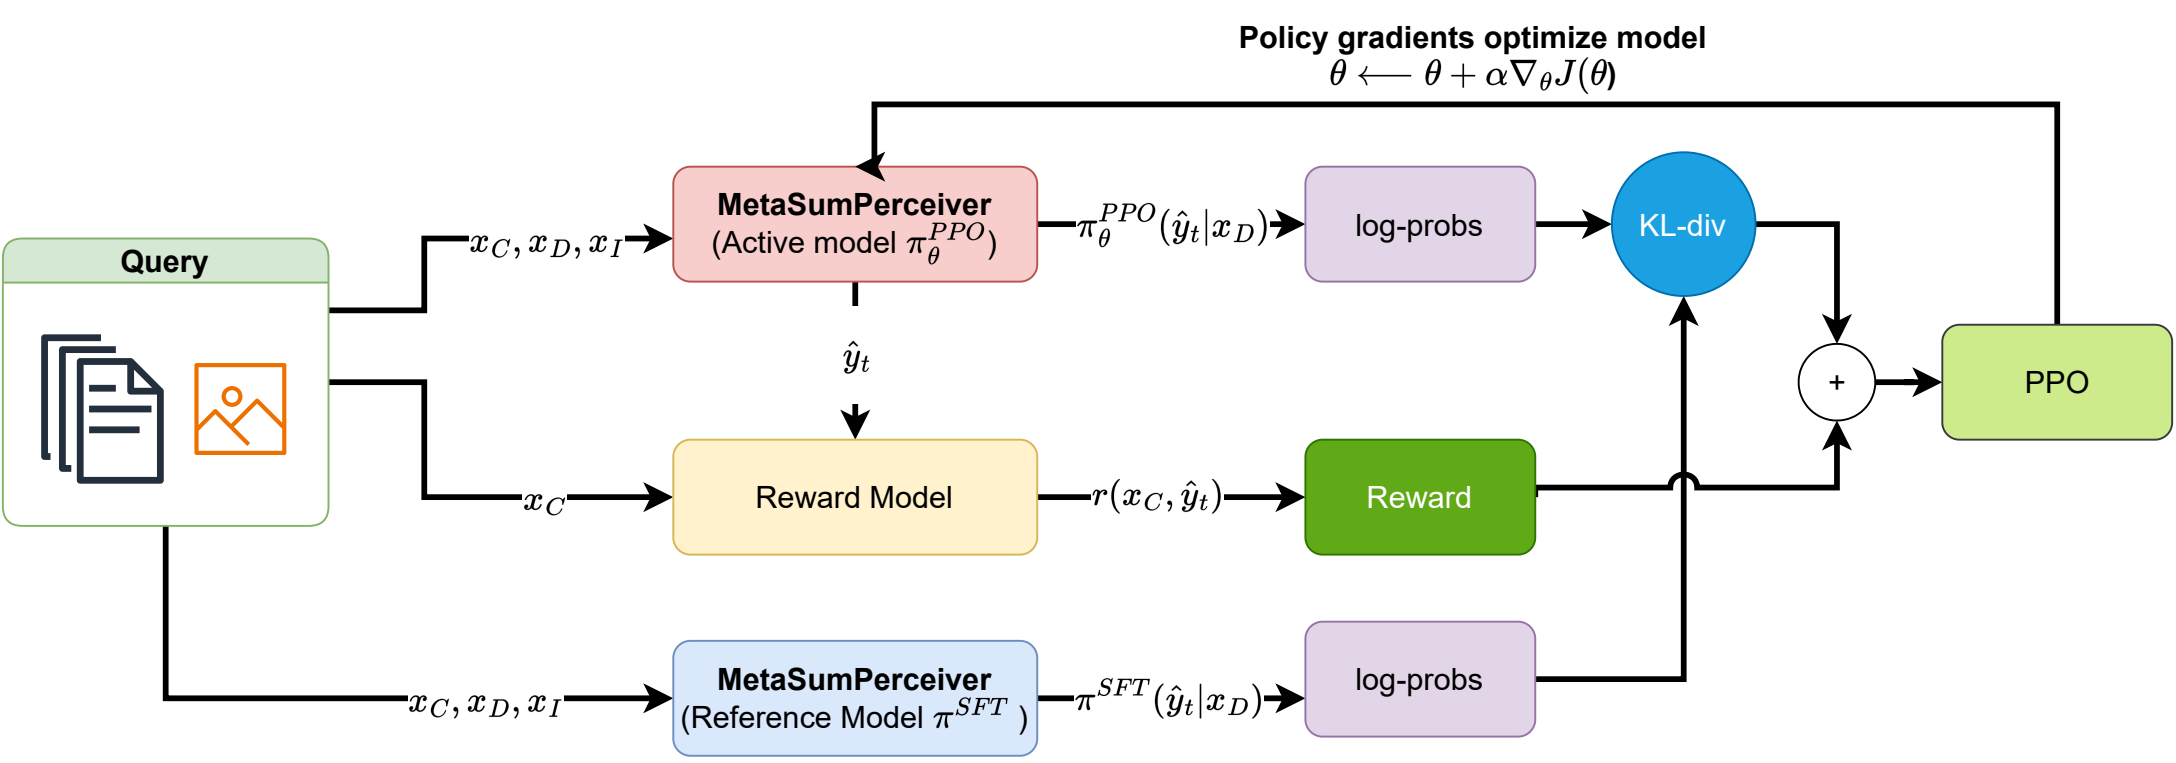 Policy gradients optimize model
θ ⟵ θ + α∇_θ J(θ)
Query
x_C, x_D, x_I
MetaSumPerceiver
(Active model π_θ^{PPO})
π_θ^{PPO}(ŷ_t|x_D)
log-probs
KL-div
ŷ_t
+
PPO
x_C
Reward Model
r(x_C, ŷ_t)
Reward
x_C, x_D, x_I
MetaSumPerceiver
(Reference Model π^{SFT} )
π^{SFT}(ŷ_t|x_D)
log-probs